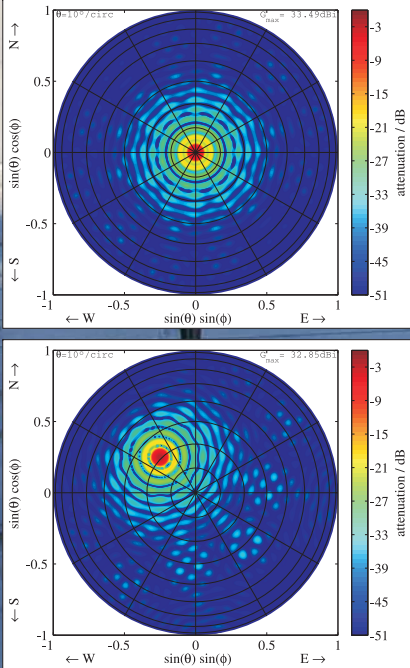 θ=10°/circ G_max = 33.49dBi
1
0.5
0
-0.5
-1
-1 -0.5 0 0.5 1
← S sin(θ) cos(φ) N →
← W sin(θ) sin(φ) E →
-3
-9
-15
-21
-27
-33
-39
-45
-51
attenuation / dB
θ=10°/circ G_max = 32.85dBi
1
0.5
0
-0.5
-1
-1 -0.5 0 0.5 1
← S sin(θ) cos(φ) N →
← W sin(θ) sin(φ) E →
-3
-9
-15
-21
-27
-33
-39
-45
-51
attenuation / dB